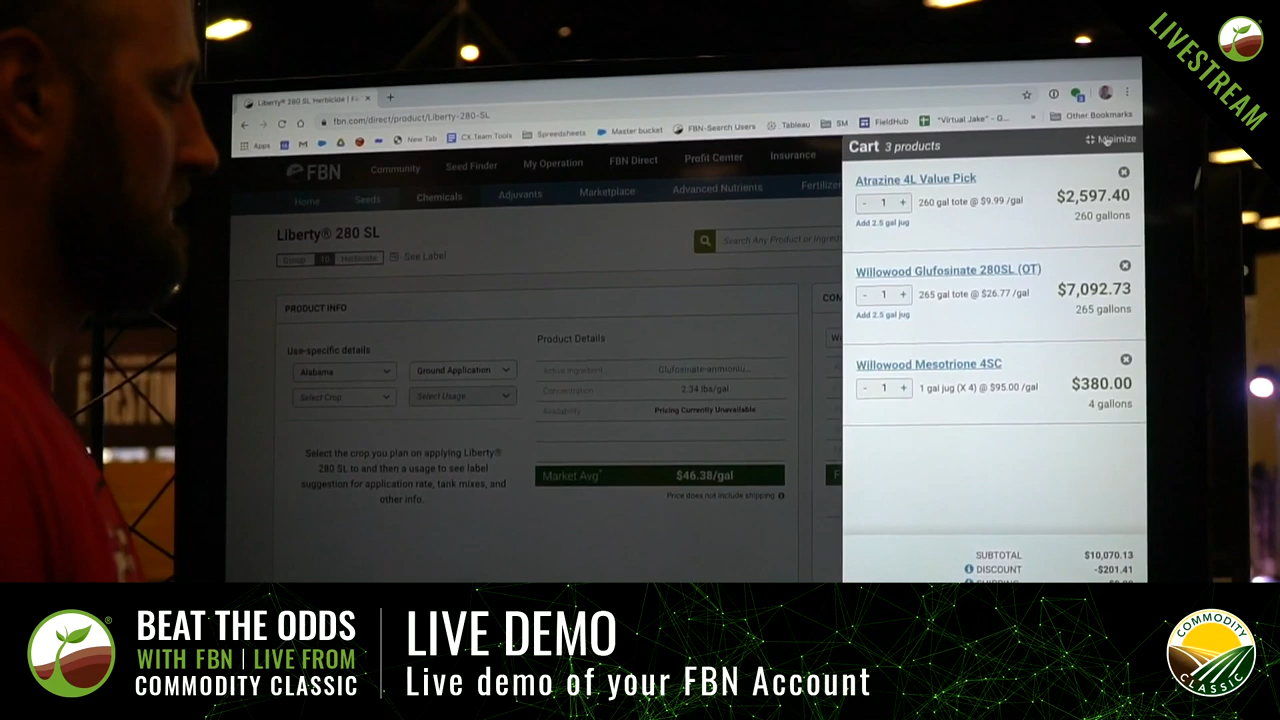 LIVESTREAM
Liberty® 280 SL Herbicide | F
fbn.com/direct/product/Liberty-280-SL
Apps
New Tab
CX Team Tools
Spreedsheets
Master bucket
FBN-Search Users
Tableau
SM
FieldHub
"Virtual Jake" - G...
»
Other Bookmarks
FBN
Community
Seed Finder
My Operation
FBN Direct
Profit Center
Insurance
Home
Seeds
Chemicals
Adjuvants
Marketplace
Advanced Nutrients
Fertilizer
Liberty® 280 SL
Group 10 Herbicide
See Label
Search Any Product or Ingredi
PRODUCT INFO
Use-specific details
Alabama
Ground Application
Select Crop
Select Usage
Select the crop you plan on applying Liberty®
280 SL to and then a usage to see label
suggestion for application rate, tank mixes, and
other info.
Product Details
Active Ingredient Glufosinate-ammoniu...
Concentration 2.34 lbs/gal
Availability Pricing Currently Unavailable
Market Avg* $46.38/gal
Price does not include shipping
COM
Wi
F
Cart 3 products
Minimize
Atrazine 4L Value Pick
- 1 + 260 gal tote @ $9.99 /gal
$2,597.40
260 gallons
Add 2.5 gal jug
Willowood Glufosinate 280SL (OT)
- 1 + 265 gal tote @ $26.77 /gal
$7,092.73
265 gallons
Add 2.5 gal jug
Willowood Mesotrione 4SC
- 1 + 1 gal jug (X 4) @ $95.00 /gal
$380.00
4 gallons
SUBTOTAL $10,070.13
DISCOUNT -$201.41
BEAT THE ODDS
WITH FBN | LIVE FROM
COMMODITY CLASSIC
LIVE DEMO
Live demo of your FBN Account
COMMODITY
CLASSIC